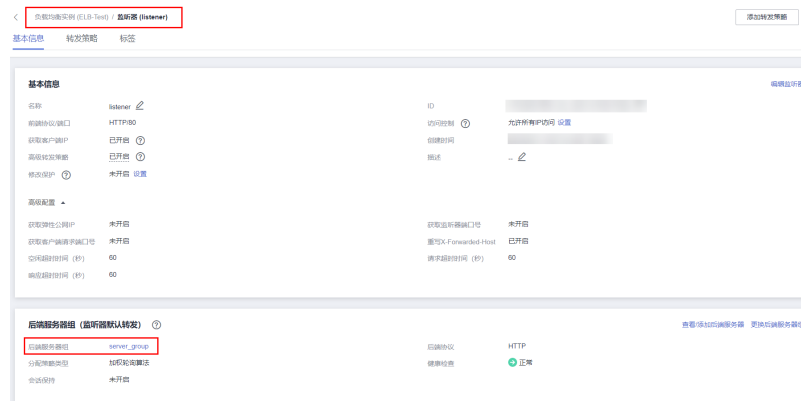 负载均衡实例 (ELB-Test) / 监听器 (listener)
添加转发策略
基本信息 转发策略 标签
基本信息
编辑监听器
名称 listener ID
前端协议/端口 HTTP/80 访问控制 允许所有IP访问 设置
获取客户端IP 已开启 创建时间
高级转发策略 已开启 描述 --
修改保护 未开启 设置
高级配置
获取弹性公网IP 未开启 获取监听器端口号 未开启
获取客户端请求端口号 未开启 重写X-Forwarded-Host 已开启
空闲超时时间 (秒) 60 请求超时时间 (秒) 60
响应超时时间 (秒) 60
后端服务器组 (监听器默认转发)
查看/添加后端服务器 更换后端服务器组
后端服务器组 server_group 后端协议 HTTP
分配策略类型 加权轮询算法 健康检查 正常
会话保持 未开启